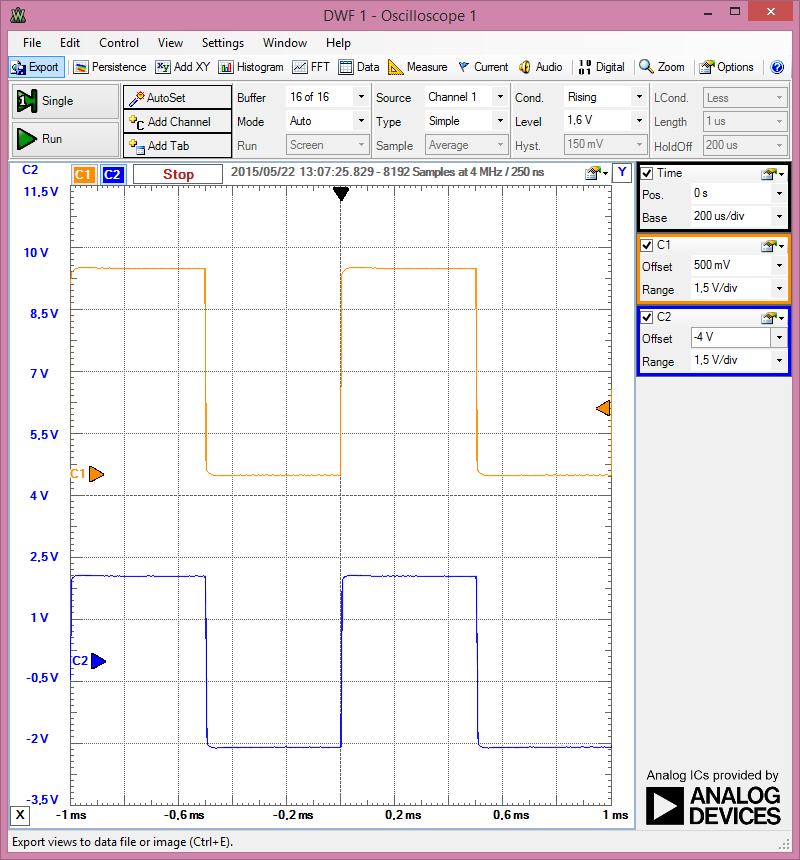 DWF 1 - Oscilloscope 1
File Edit Control View Settings Window Help
Export Persistence Add XY Histogram FFT Data Measure Current Audio Digital Zoom Options
Single AutoSet Buffer 16 of 16 Source Channel 1 Cond. Rising LCond. Less
Add Channel Mode Auto Type Simple Level 1,6 V Length 1 us
Run Add Tab Run Screen Sample Average Hyst. 150 mV HoldOff 200 us
C2 C1 C2 Stop 2015/05/22 13:07:25.829 - 8192 Samples at 4 MHz / 250 ns Y
11,5 V
10 V
8,5 V
7 V
5,5 V
C1
4 V
2,5 V
1 V
C2
-0,5 V
-2 V
-3,5 V
X -1 ms -0,6 ms -0,2 ms 0,2 ms 0,6 ms 1 ms
Time
Pos. 0 s
Base 200 us/div
C1
Offset 500 mV
Range 1,5 V/div
C2
Offset -4 V
Range 1,5 V/div
Analog ICs provided by
ANALOG
DEVICES
Export views to data file or image (Ctrl+E).